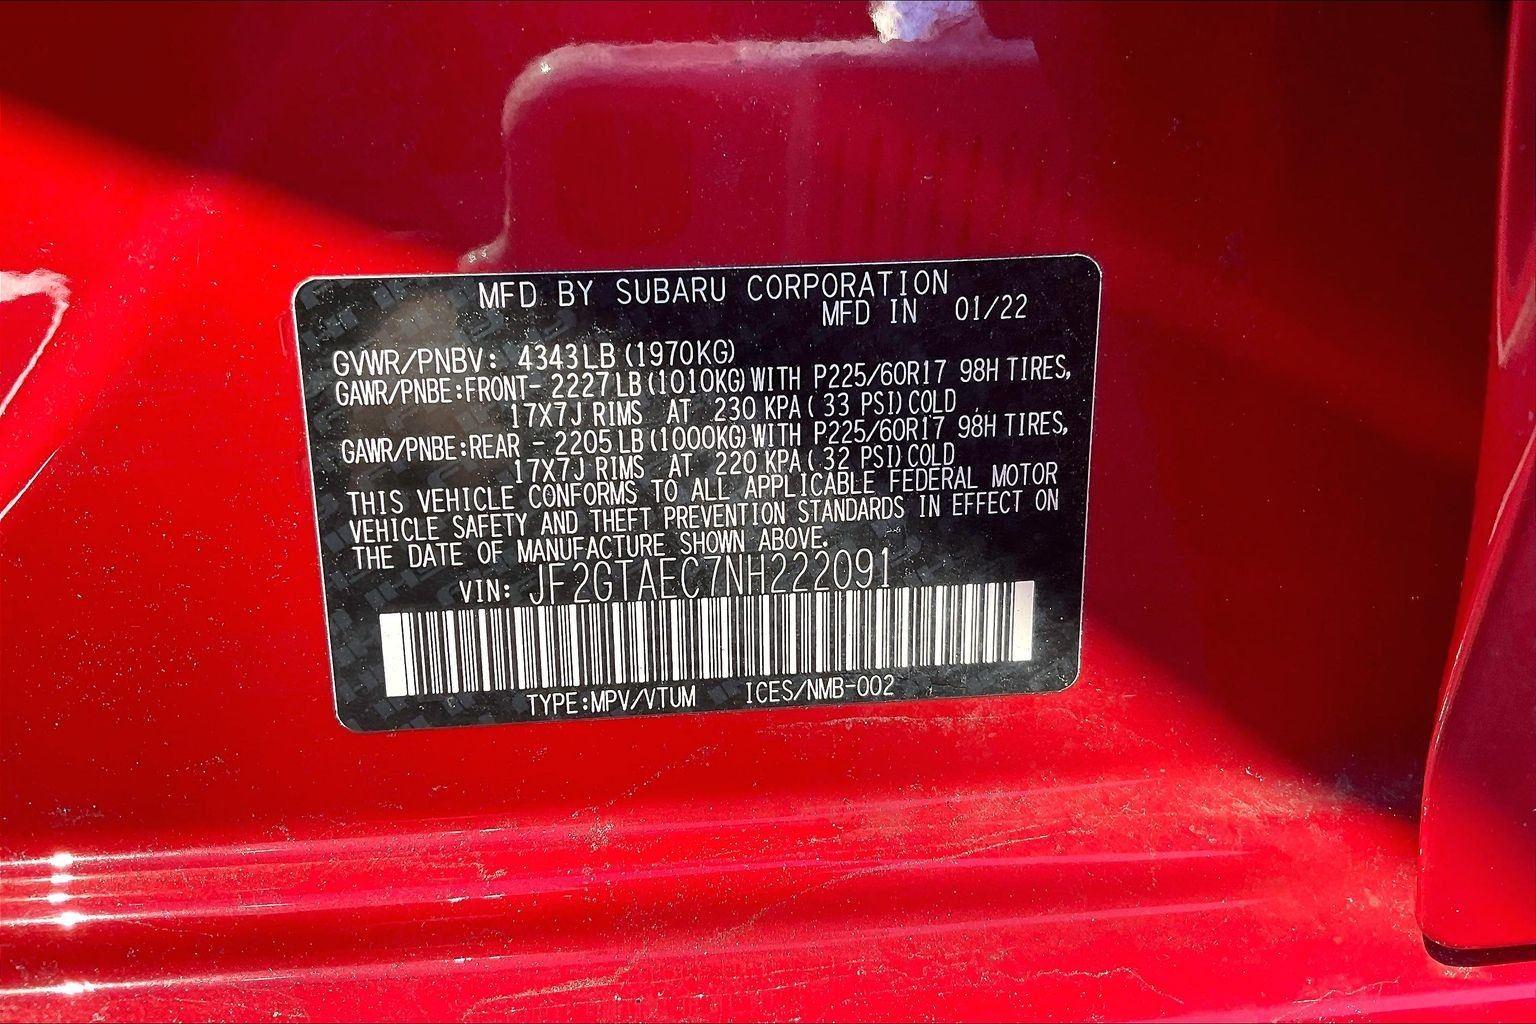 MFD BY SUBARU CORPORATION
MFD IN 01/22
GVWR/PNBV: 4343LB(1970KG)
GAWR/PNBE:FRONT- 2227LB(1010KG)WITH P225/60R17 98H TIRES,
17X7J RIMS AT 230 KPA( 33 PSI)COLD
GAWR/PNBE:REAR - 2205LB(1000KG)WITH P225/60R17 98H TIRES,
17X7J RIMS AT 220 KPA( 32 PSI)COLD
THIS VEHICLE CONFORMS TO ALL APPLICABLE FEDERAL MOTOR
VEHICLE SAFETY AND THEFT PREVENTION STANDARDS IN EFFECT ON
THE DATE OF MANUFACTURE SHOWN ABOVE.
VIN: JF2GTAEC7NH222091
TYPE:MPV/VTUM ICES/NMB-002